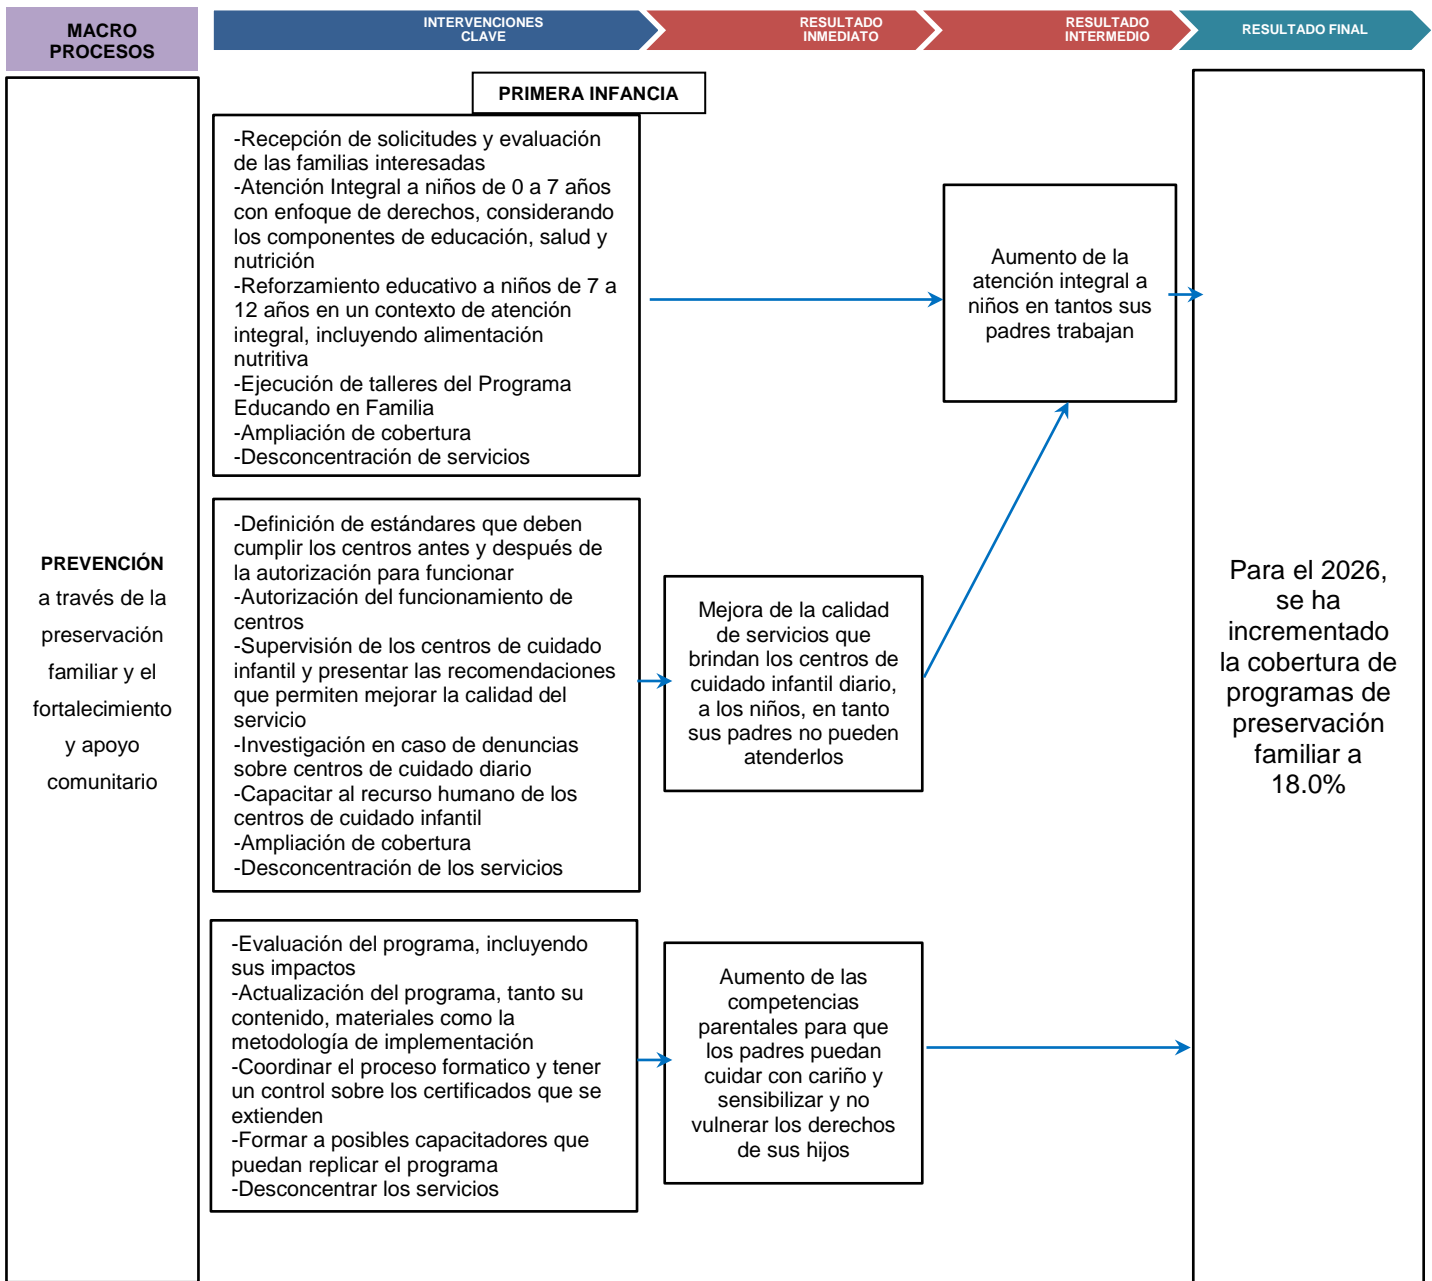 MACRO
PROCESOS
INTERVENCIONES
CLAVE
RESULTADO
INMEDIATO
RESULTADO
INTERMEDIO
RESULTADO FINAL
PREVENCIÓN
a través de la
preservación
familiar y el
fortalecimiento
y apoyo
comunitario
PRIMERA INFANCIA
-Recepción de solicitudes y evaluación
de las familias interesadas
-Atención Integral a niños de 0 a 7 años
con enfoque de derechos, considerando
los componentes de educación, salud y
nutrición
-Reforzamiento educativo a niños de 7 a
12 años en un contexto de atención
integral, incluyendo alimentación
nutritiva
-Ejecución de talleres del Programa
Educando en Familia
-Ampliación de cobertura
-Desconcentración de servicios
Aumento de la
atención integral a
niños en tantos sus
padres trabajan
-Definición de estándares que deben
cumplir los centros antes y después de
la autorización para funcionar
-Autorización del funcionamiento de
centros
-Supervisión de los centros de cuidado
infantil y presentar las recomendaciones
que permiten mejorar la calidad del
servicio
-Investigación en caso de denuncias
sobre centros de cuidado diario
-Capacitar al recurso humano de los
centros de cuidado infantil
-Ampliación de cobertura
-Desconcentración de los servicios
Mejora de la calidad
de servicios que
brindan los centros de
cuidado infantil diario,
a los niños, en tanto
sus padres no pueden
atenderlos
-Evaluación del programa, incluyendo
sus impactos
-Actualización del programa, tanto su
contenido, materiales como la
metodología de implementación
-Coordinar el proceso formatico y tener
un control sobre los certificados que se
extienden
-Formar a posibles capacitadores que
puedan replicar el programa
-Desconcentrar los servicios
Aumento de las
competencias
parentales para que
los padres puedan
cuidar con cariño y
sensibilizar y no
vulnerar los derechos
de sus hijos
Para el 2026,
se ha
incrementado
la cobertura de
programas de
preservación
familiar a
18.0%